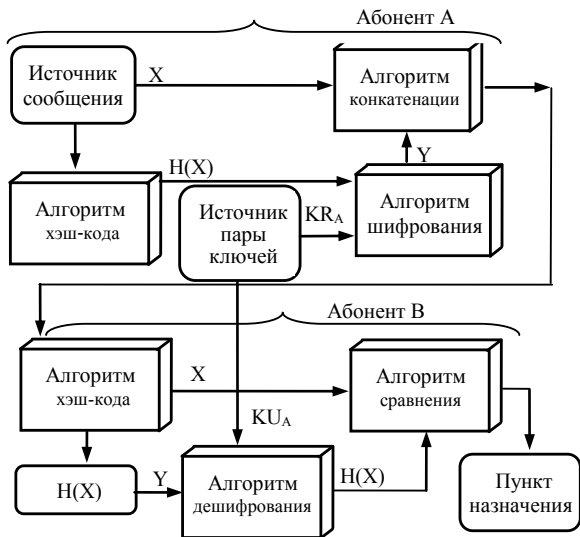 Абонент А
Источник
сообщения
X
Алгоритм
конкатенации
Y
H(X)
Алгоритм
хэш-кода
Источник
пары
ключей
KRA
Алгоритм
шифрования
Абонент В
Алгоритм
хэш-кода
X
Алгоритм
сравнения
KUA
H(X)
Y
Алгоритм
дешифрования
H(X)
Пункт
назначения